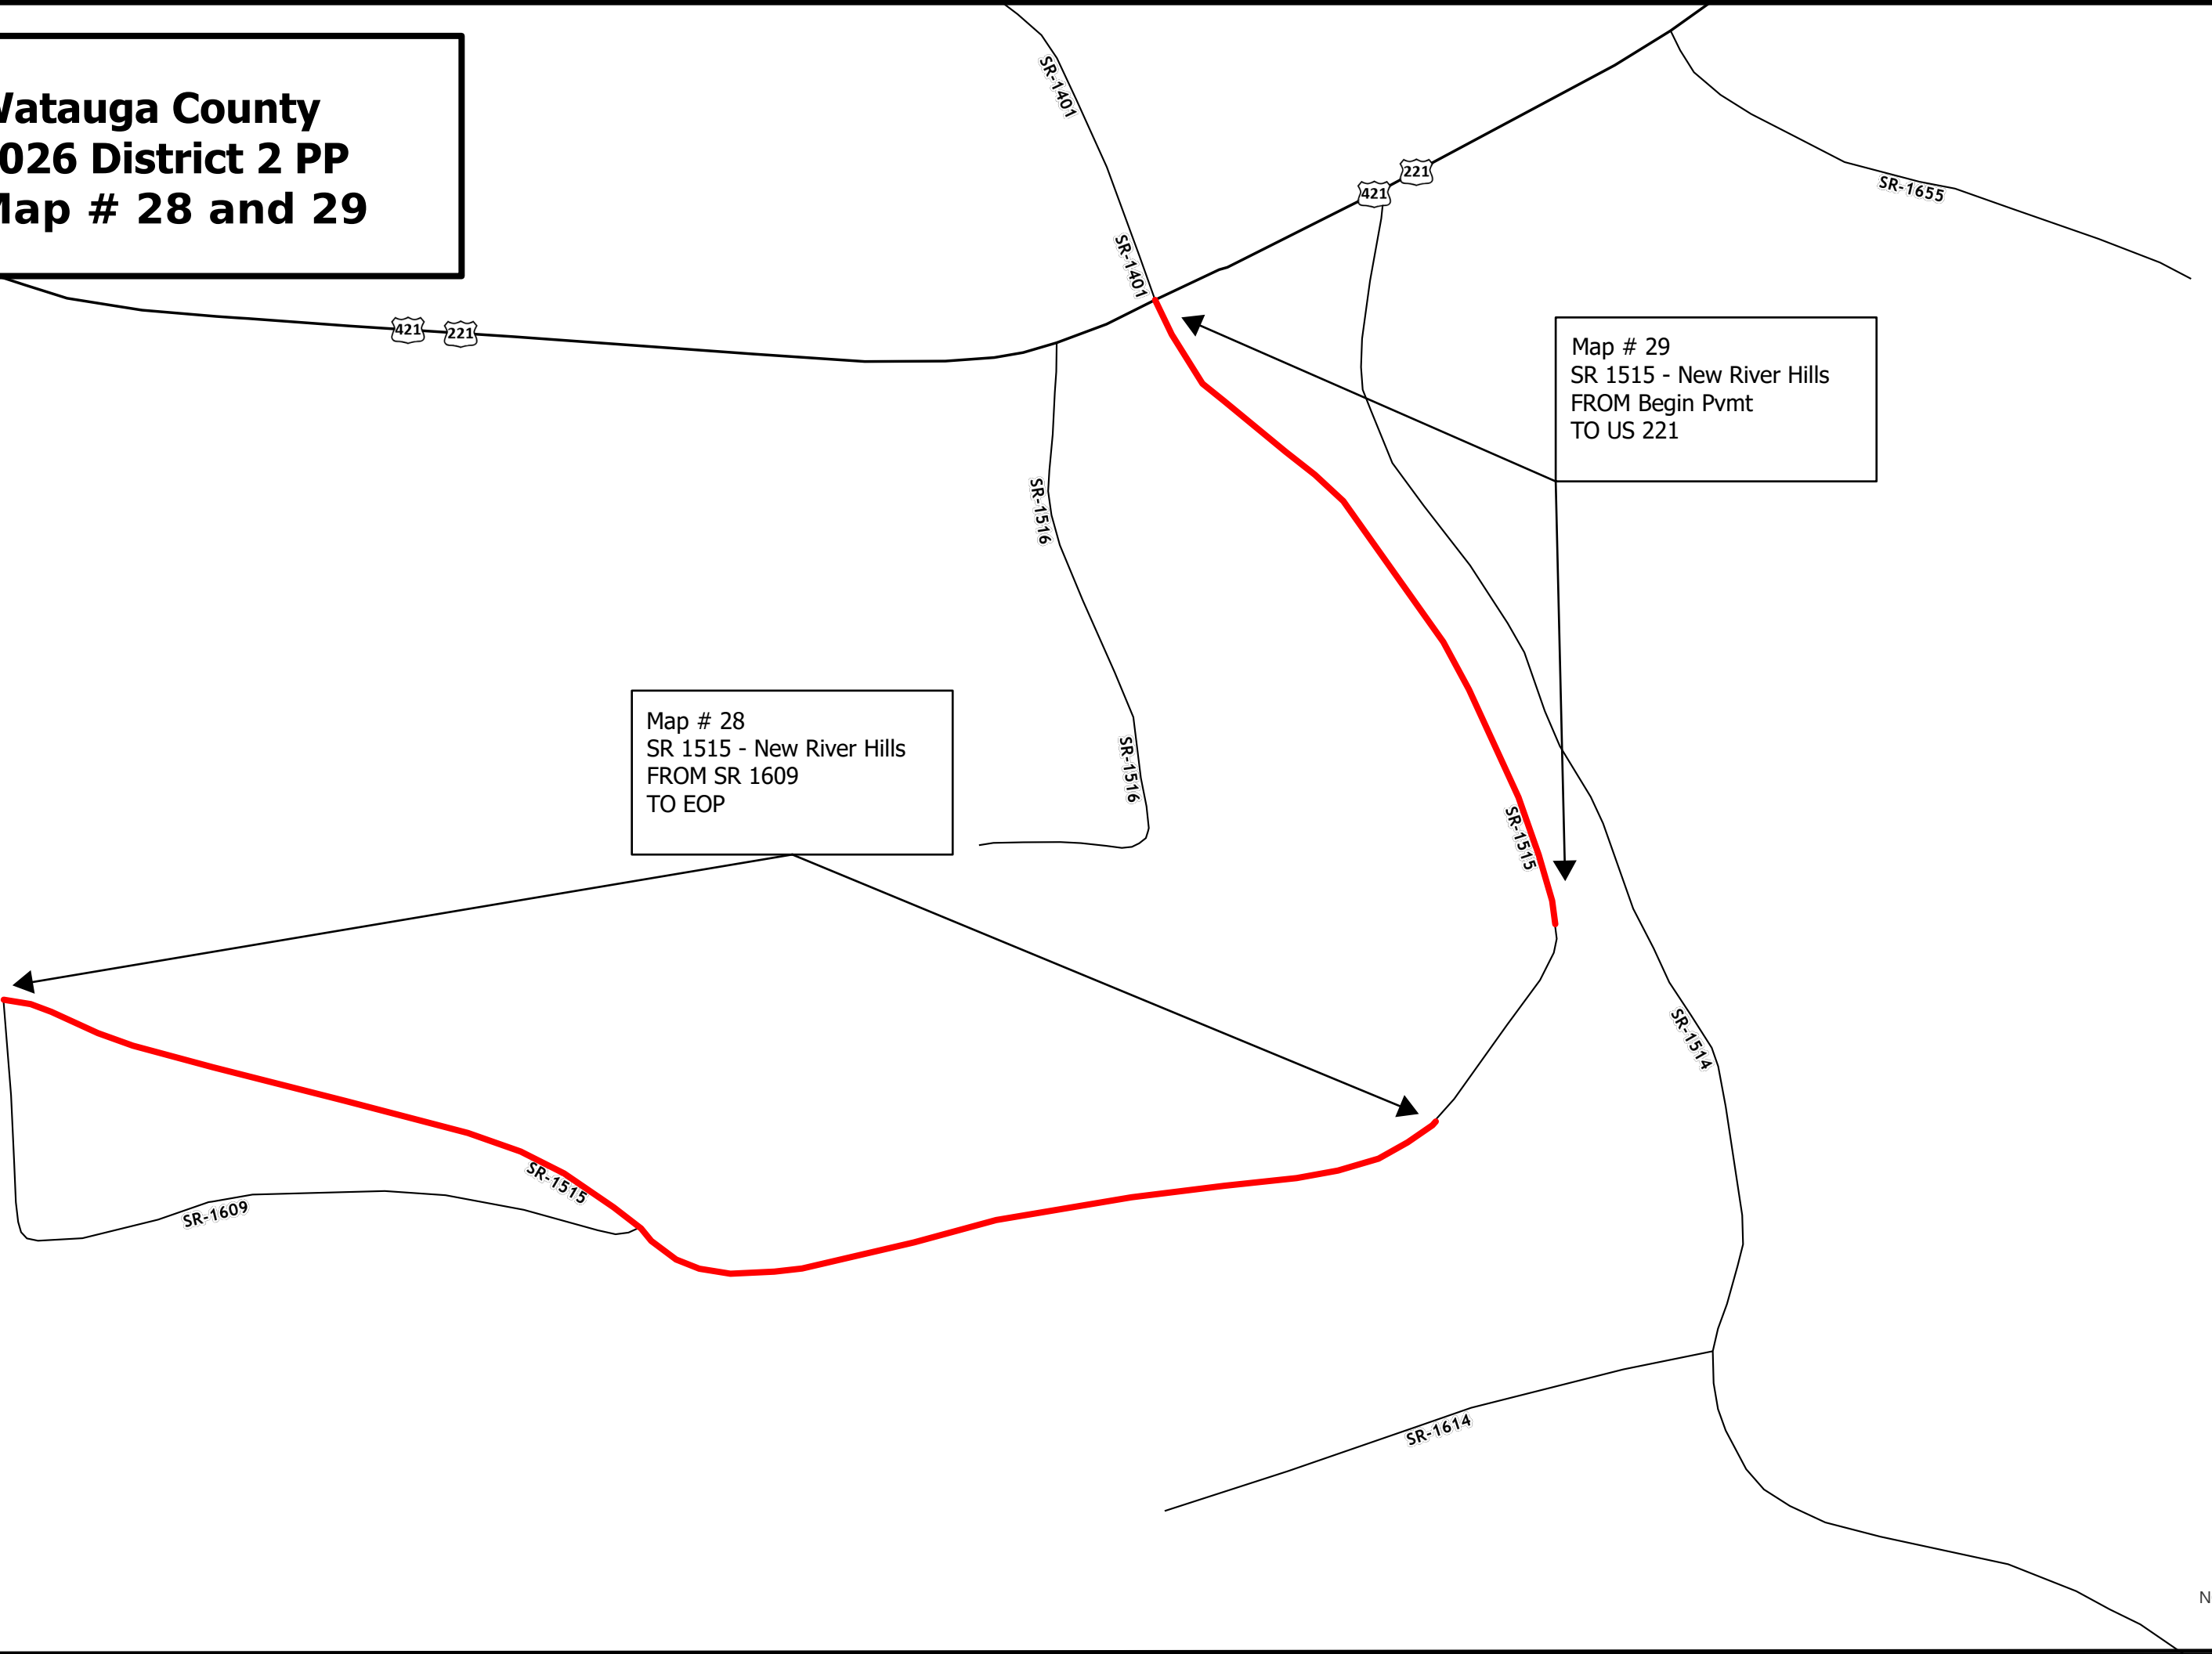 Watauga County
026 District 2 PP
Map # 28 and 29
SR-1401
SR-1401
221
421
SR-1655
421
221
Map # 29
SR 1515 - New River Hills
FROM Begin Pvmt
TO US 221
SR-1516
Map # 28
SR 1515 - New River Hills
FROM SR 1609
TO EOP
SR-1516
SR-1515
SR-1514
SR-1515
SR-1609
SR-1614
N